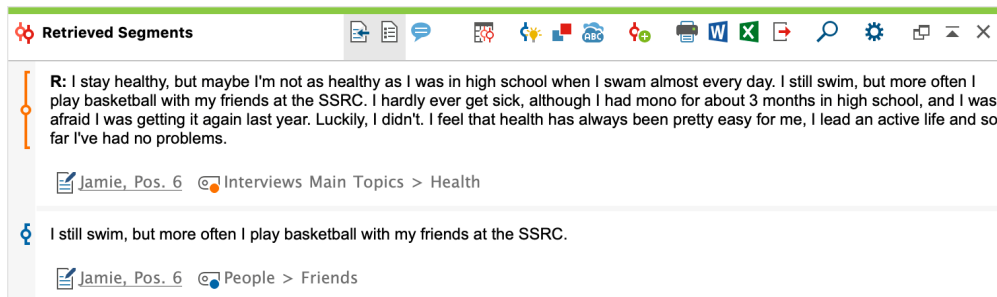 Retrieved Segments
ABC
W
X
R: I stay healthy, but maybe I'm not as healthy as I was in high school when I swam almost every day. I still swim, but more often I
play basketball with my friends at the SSRC. I hardly ever get sick, although I had mono for about 3 months in high school, and I was
afraid I was getting it again last year. Luckily, I didn't. I feel that health has always been pretty easy for me, I lead an active life and so
far I've had no problems.
Jamie, Pos. 6 Interviews Main Topics > Health
I still swim, but more often I play basketball with my friends at the SSRC.
Jamie, Pos. 6 People > Friends